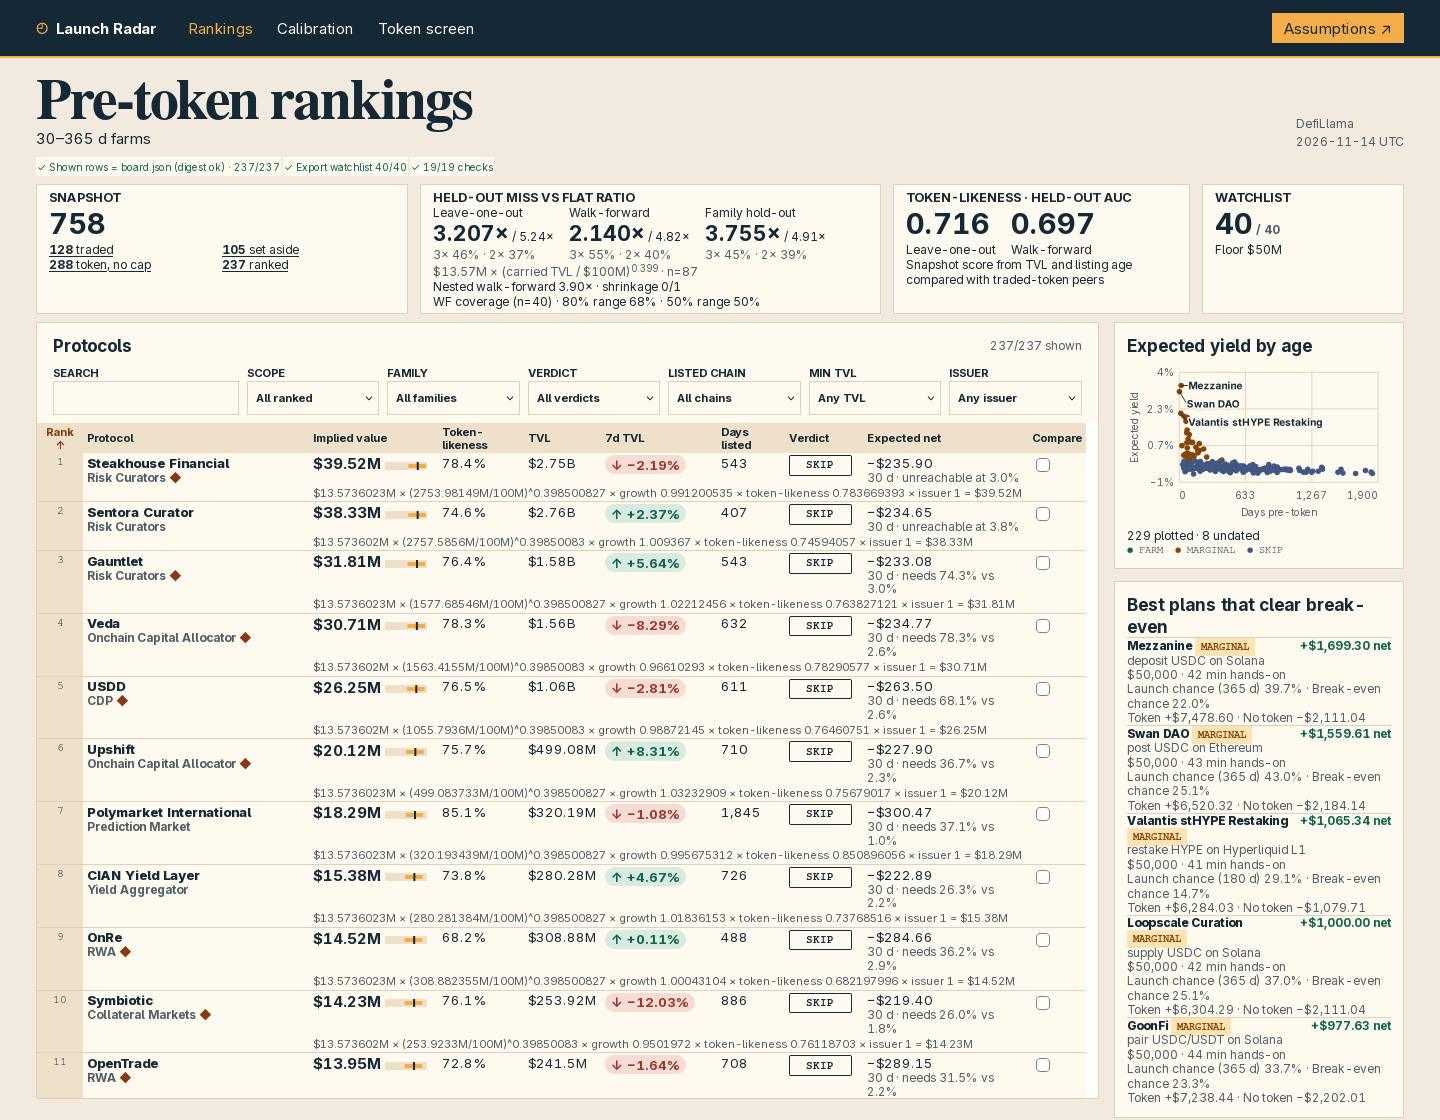 Launch Radar Rankings Calibration Token screen Assumptions ↗
Pre-token rankings
30–365 d farms
DefiLlama
2026-11-14 UTC
✓ Shown rows = board.json (digest ok) · 237/237 ✓ Export watchlist 40/40 ✓ 19/19 checks
SNAPSHOT
758
128 traded 105 set aside
288 token, no cap 237 ranked
HELD-OUT MISS VS FLAT RATIO
Leave-one-out Walk-forward Family hold-out
3.207× / 5.24× 2.140× / 4.82× 3.755× / 4.91×
3× 46% · 2× 37% 3× 55% · 2× 40% 3× 45% · 2× 39%
$13.57M × (carried TVL / $100M)^0.399 · n=87
Nested walk-forward 3.90× · shrinkage 0/1
WF coverage (n=40) · 80% range 68% · 50% range 50%
TOKEN-LIKENESS · HELD-OUT AUC
0.716 0.697
Leave-one-out Walk-forward
Snapshot score from TVL and listing age
compared with traded-token peers
WATCHLIST
40 / 40
Floor $50M
Protocols 237/237 shown
SEARCH SCOPE FAMILY VERDICT LISTED CHAIN MIN TVL ISSUER
All ranked All families All verdicts All chains Any TVL Any issuer
Rank ↑ Protocol Implied value Token-likeness TVL 7d TVL Days listed Verdict Expected net Compare
1 Steakhouse Financial $39.52M 78.4% $2.75B ↓ −2.19% 543 SKIP −$235.90
Risk Curators ◆ 30 d · unreachable at 3.0%
$13.5736023M × (2753.98149M/100M)^0.398500827 × growth 0.991200535 × token-likeness 0.783669393 × issuer 1 = $39.52M
2 Sentora Curator $38.33M 74.6% $2.76B ↑ +2.37% 407 SKIP −$234.65
Risk Curators 30 d · unreachable at 3.8%
$13.573602M × (2757.5856M/100M)^0.39850083 × growth 1.009367 × token-likeness 0.74594057 × issuer 1 = $38.33M
3 Gauntlet $31.81M 76.4% $1.58B ↑ +5.64% 543 SKIP −$233.08
Risk Curators ◆ 30 d · needs 74.3% vs
3.0%
$13.5736023M × (1577.68546M/100M)^0.398500827 × growth 1.02212456 × token-likeness 0.763827121 × issuer 1 = $31.81M
4 Veda $30.71M 78.3% $1.56B ↓ −8.29% 632 SKIP −$234.77
Onchain Capital Allocator ◆ 30 d · needs 78.3% vs
2.6%
$13.573602M × (1563.4155M/100M)^0.39850083 × growth 0.96610293 × token-likeness 0.78290577 × issuer 1 = $30.71M
5 USDD $26.25M 76.5% $1.06B ↓ −2.81% 611 SKIP −$263.50
CDP ◆ 30 d · needs 68.1% vs
2.6%
$13.573602M × (1055.7936M/100M)^0.39850083 × growth 0.98872145 × token-likeness 0.76460751 × issuer 1 = $26.25M
6 Upshift $20.12M 75.7% $499.08M ↑ +8.31% 710 SKIP −$227.90
Onchain Capital Allocator ◆ 30 d · needs 36.7% vs
2.3%
$13.573602M × (499.083733M/100M)^0.39850083 × growth 1.03232909 × token-likeness 0.75679017 × issuer 1 = $20.12M
7 Polymarket International $18.29M 85.1% $320.19M ↓ −1.08% 1,845 SKIP −$300.47
Prediction Market 30 d · needs 37.1% vs
1.0%
$13.5736023M × (320.193439M/100M)^0.398500827 × growth 0.995675312 × token-likeness 0.850896056 × issuer 1 = $18.29M
8 CIAN Yield Layer $15.38M 73.8% $280.28M ↑ +4.67% 726 SKIP −$222.89
Yield Aggregator 30 d · needs 26.3% vs
2.2%
$13.5736023M × (280.281384M/100M)^0.398500827 × growth 1.01836153 × token-likeness 0.73768516 × issuer 1 = $15.38M
9 OnRe $14.52M 68.2% $308.88M ↑ +0.11% 488 SKIP −$284.66
RWA ◆ 30 d · needs 36.2% vs
2.9%
$13.5736023M × (308.882355M/100M)^0.398500827 × growth 1.00043104 × token-likeness 0.682197996 × issuer 1 = $14.52M
10 Symbiotic $14.23M 76.1% $253.92M ↓ −12.03% 886 SKIP −$219.40
Collateral Markets ◆ 30 d · needs 26.0% vs
1.8%
$13.573602M × (253.9233M/100M)^0.39850083 × growth 0.9501972 × token-likeness 0.76118703 × issuer 1 = $14.23M
11 OpenTrade $13.95M 72.8% $241.5M ↓ −1.64% 708 SKIP −$289.15
RWA ◆ 30 d · needs 31.5% vs
2.2%
Expected yield by age
4%
2.3%
0.7%
−1%
Expected yield
Mezzanine
Swan DAO
Valantis stHYPE Restaking
0 633 1,267 1,900
Days pre-token
229 plotted · 8 undated
● FARM ● MARGINAL ● SKIP
Best plans that clear break-
even
Mezzanine MARGINAL +$1,699.30 net
deposit USDC on Solana
$50,000 · 42 min hands-on
Launch chance (365 d) 39.7% · Break-even
chance 22.0%
Token +$7,478.60 · No token −$2,111.04
Swan DAO MARGINAL +$1,559.61 net
post USDC on Ethereum
$50,000 · 43 min hands-on
Launch chance (365 d) 43.0% · Break-even
chance 25.1%
Token +$6,520.32 · No token −$2,184.14
Valantis stHYPE Restaking +$1,065.34 net
MARGINAL
restake HYPE on Hyperliquid L1
$50,000 · 41 min hands-on
Launch chance (180 d) 29.1% · Break-even
chance 14.7%
Token +$6,284.03 · No token −$1,079.71
Loopscale Curation +$1,000.00 net
MARGINAL
supply USDC on Solana
$50,000 · 42 min hands-on
Launch chance (365 d) 37.0% · Break-even
chance 25.1%
Token +$6,304.29 · No token −$2,111.04
GoonFi MARGINAL +$977.63 net
pair USDC/USDT on Solana
$50,000 · 44 min hands-on
Launch chance (365 d) 33.7% · Break-even
chance 23.3%
Token +$7,238.44 · No token −$2,202.01